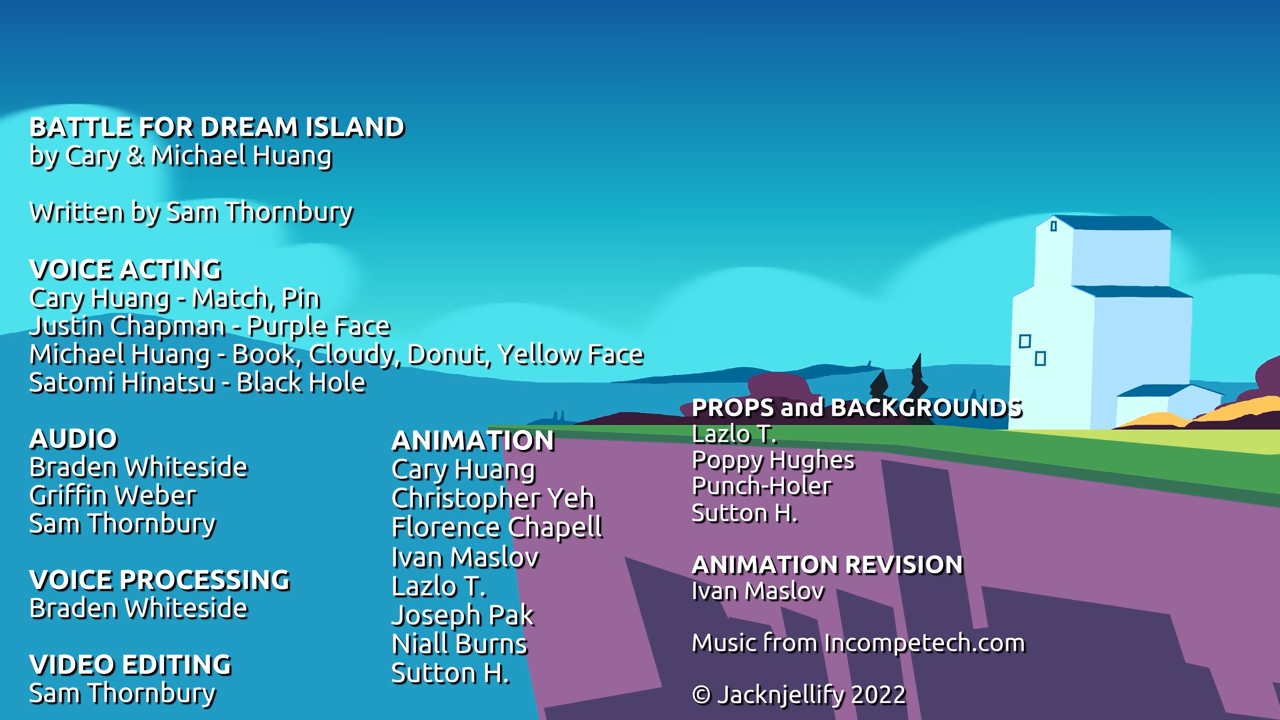 BATTLE FOR DREAM ISLAND
by Cary & Michael Huang
Written by Sam Thornbury
VOICE ACTING
Cary Huang - Match, Pin
Justin Chapman - Purple Face
Michael Huang - Book, Cloudy, Donut, Yellow Face
Satomi Hinatsu - Black Hole
AUDIO
Braden Whiteside
Griffin Weber
Sam Thornbury
VOICE PROCESSING
Braden Whiteside
VIDEO EDITING
Sam Thornbury
ANIMATION
Cary Huang
Christopher Yeh
Florence Chapell
Ivan Maslov
Lazlo T.
Joseph Pak
Niall Burns
Sutton H.
PROPS and BACKGROUNDS
Lazlo T.
Poppy Hughes
Punch-Holer
Sutton H.
ANIMATION REVISION
Ivan Maslov
Music from Incompetech.com
© Jacknjellify 2022